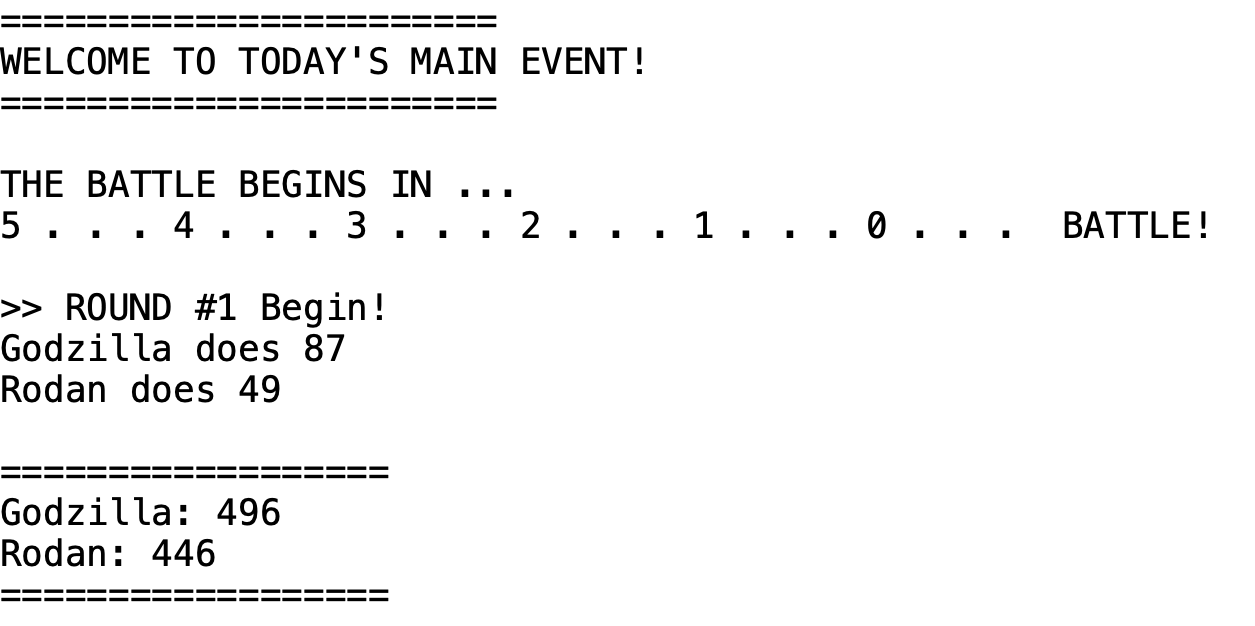 =======================
WELCOME TO TODAY'S MAIN EVENT!
=======================
THE BATTLE BEGINS IN ...
5 . . . 4 . . . 3 . . . 2 . . . 1 . . . 0 . . .  BATTLE!
>> ROUND #1 Begin!
Godzilla does 87
Rodan does 49
==================
Godzilla: 496
Rodan: 446
==================